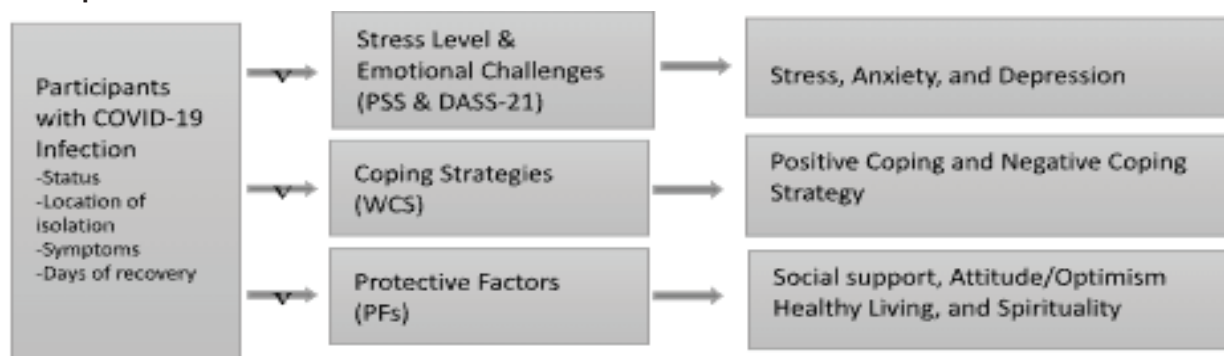 Participants
with COVID-19
Infection
-Status
-Location of
isolation
-Symptoms
-Days of recovery
Stress Level &
Emotional Challenges
(PSS & DASS-21)
Stress, Anxiety, and Depression
Coping Strategies
(WCS)
Positive Coping and Negative Coping
Strategy
Protective Factors
(PFs)
Social support, Attitude/Optimism
Healthy Living, and Spirituality